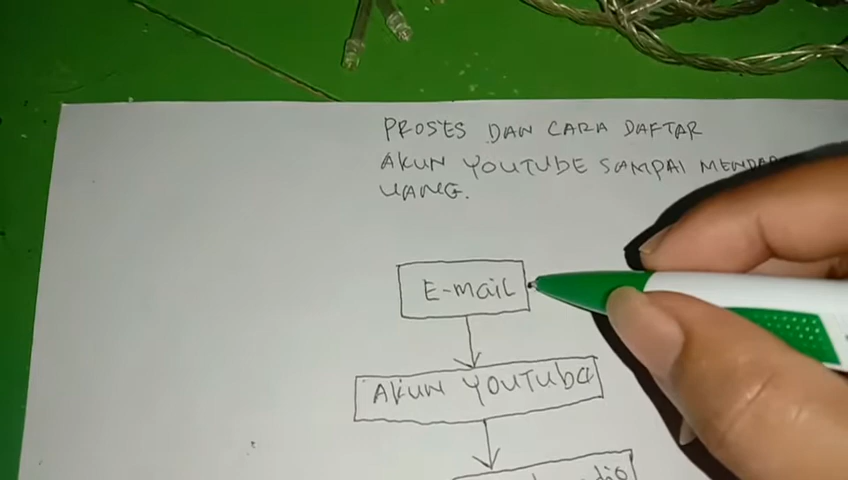 PROSES DAN CARA DAFTAR
AKUN YOUTUBE SAMPAI
UANG.
E-mail
AKUN YOUTUBE